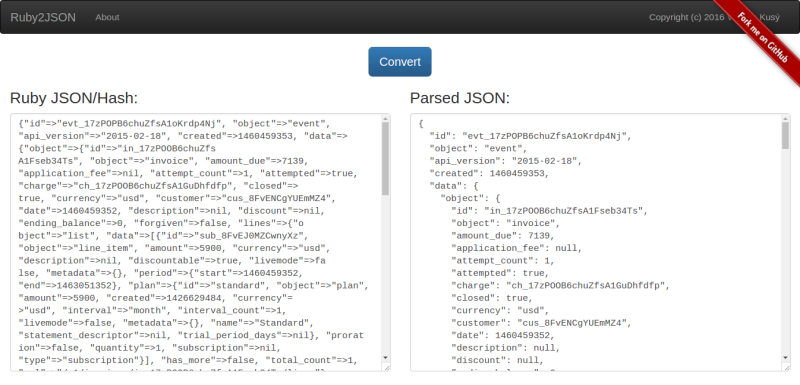 Ruby2JSON About Copyright (c) 2016 V Kusý
Fork me on GitHub
Convert
Ruby JSON/Hash:
{"id"=>"evt_17zPOPB6chuZfsA1oKrdp4Nj", "object"=>"event",
"api_version"=>"2015-02-18", "created"=>1460459353, "data"=>
{"object"=>{"id"=>"in_17zPOOB6chuZfs
A1Fseb34Ts", "object"=>"invoice", "amount_due"=>7139,
"application_fee"=>nil, "attempt_count"=>1, "attempted"=>true,
"charge"=>"ch_17zPOOB6chuZfsA1GuDhfdfp", "closed"=>
true, "currency"=>"usd", "customer"=>"cus_8FvENCgYUEmMZ4",
"date"=>1460459352, "description"=>nil, "discount"=>nil,
"ending_balance"=>0, "forgiven"=>false, "lines"=>{"o
bject"=>"list", "data"=>[{"id"=>"sub_8FvEJ0MZCwnyXz",
"object"=>"line_item", "amount"=>5900, "currency"=>"usd",
"description"=>nil, "discountable"=>true, "livemode"=>fa
lse, "metadata"=>{}, "period"=>{"start"=>1460459352,
"end"=>1463051352}, "plan"=>{"id"=>"standard", "object"=>"plan",
"amount"=>5900, "created"=>1426629484, "currency"=
>"usd", "interval"=>"month", "interval_count"=>1,
"livemode"=>false, "metadata"=>{}, "name"=>"Standard",
"statement_descriptor"=>nil, "trial_period_days"=>nil}, "prorat
ion"=>false, "quantity"=>1, "subscription"=>nil,
"type"=>"subscription"}], "has_more"=>false, "total_count"=>1,
Parsed JSON:
{
"id": "evt_17zPOPB6chuZfsA1oKrdp4Nj",
"object": "event",
"api_version": "2015-02-18",
"created": 1460459353,
"data": {
"object": {
"id": "in_17zPOOB6chuZfsA1Fseb34Ts",
"object": "invoice",
"amount_due": 7139,
"application_fee": null,
"attempt_count": 1,
"attempted": true,
"charge": "ch_17zPOOB6chuZfsA1GuDhfdfp",
"closed": true,
"currency": "usd",
"customer": "cus_8FvENCgYUEmMZ4",
"date": 1460459352,
"description": null,
"discount": null,